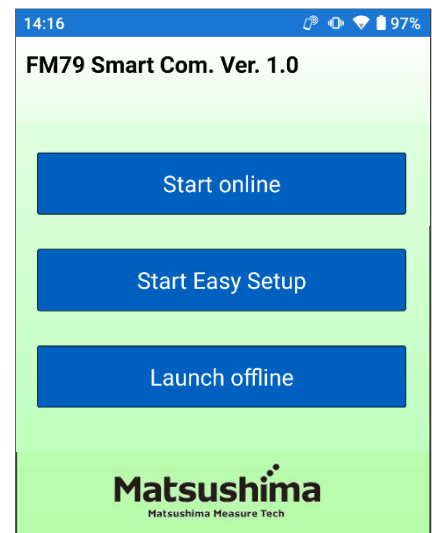 14:16 97%
FM79 Smart Com. Ver. 1.0
Start online
Start Easy Setup
Launch offline
Matsushima
Matsushima Measure Tech